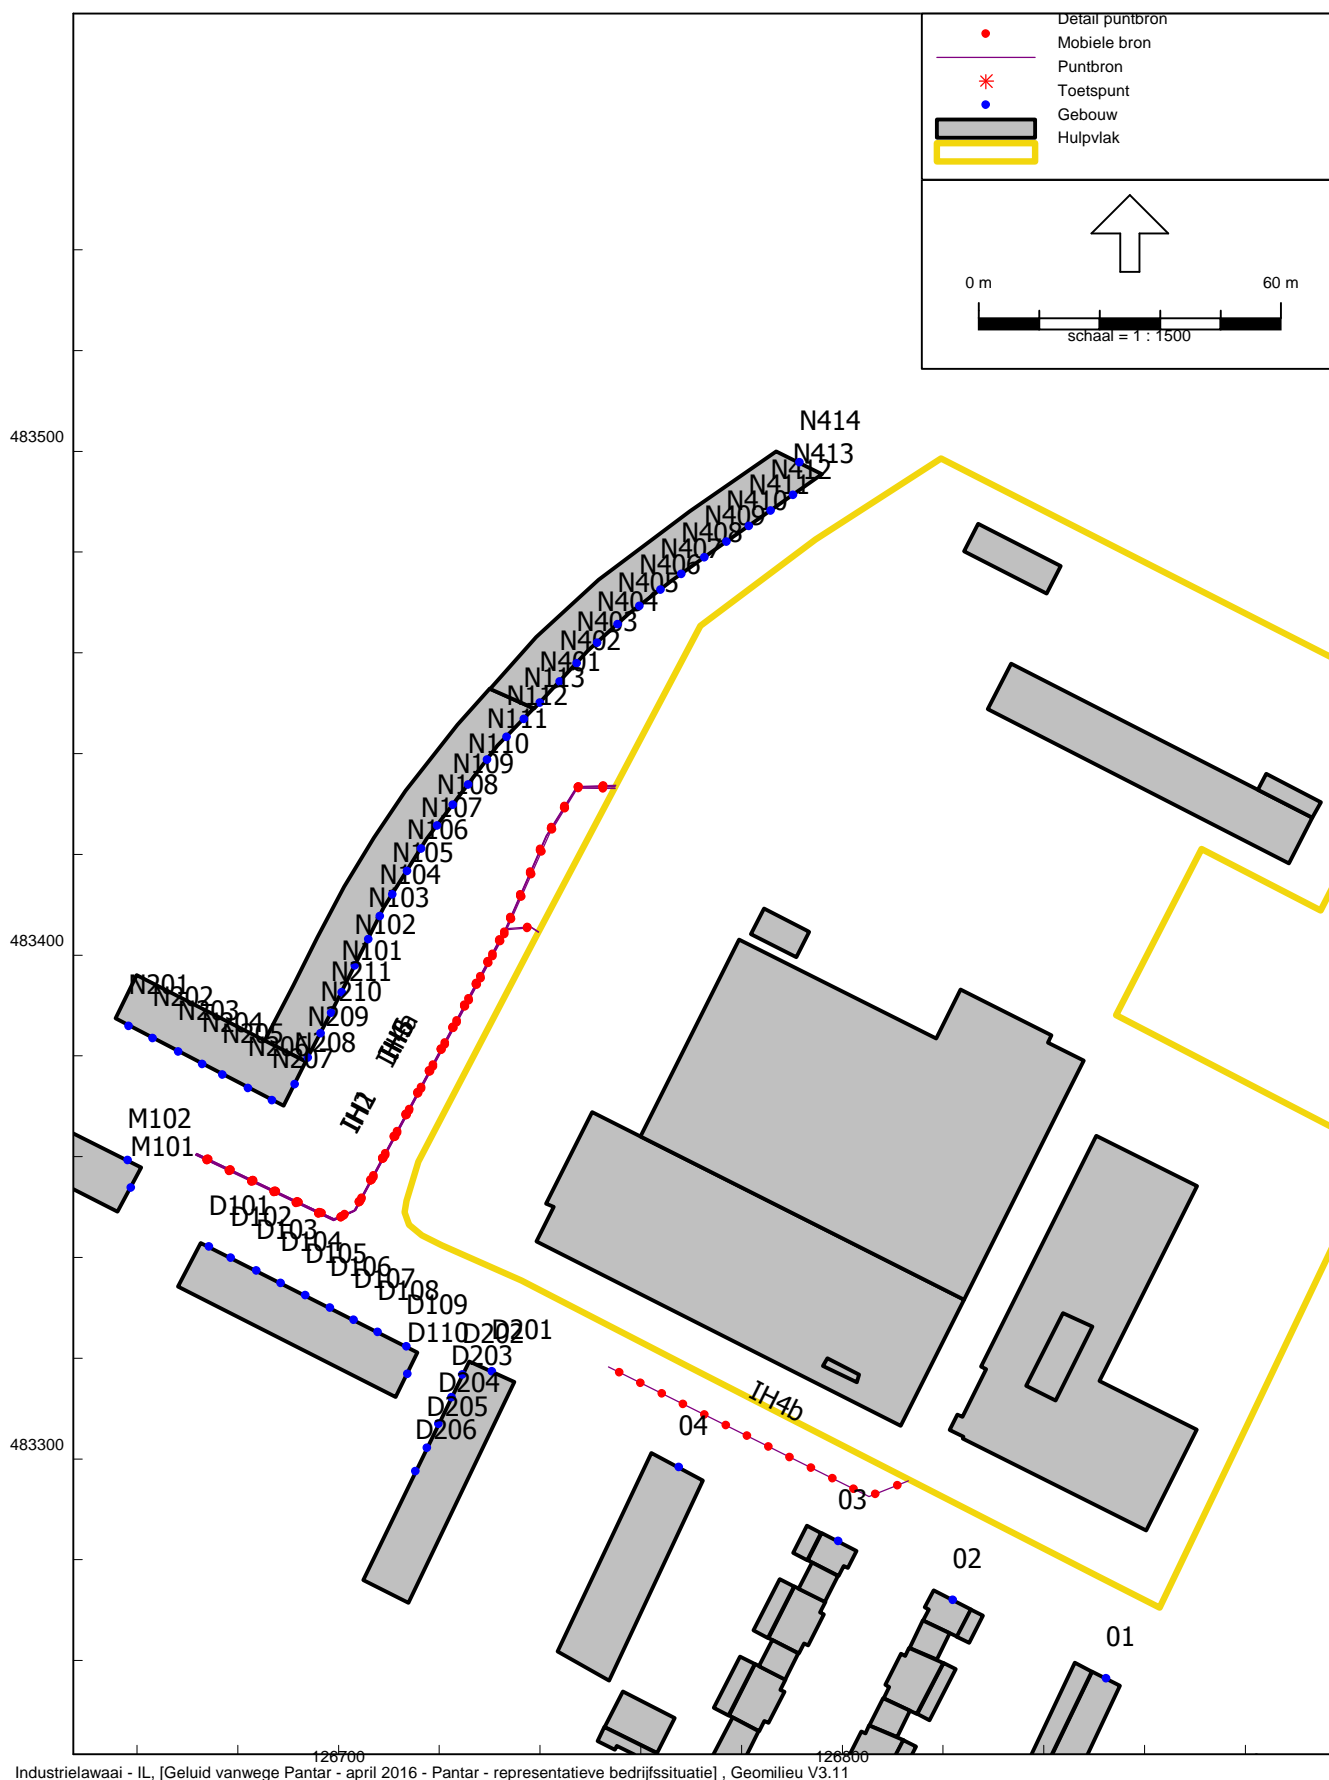 Detail puntbron
Mobiele bron
Puntbron
Toetspunt
Gebouw
Hulpvlak
0 m
60 m
schaal = 1 : 1500
N414
483500
N413
N412
N411
N410
N409
N408
N407
N406
N405
N404
N403
N402
N401
N113
N112
N111
N110
N109
N108
N107
N106
N105
N104
N103
483400
N102
N101
N211
N210
N209
N208
N201
N202
N203
N204
N205
N206
N207
IH2
M102
M101
D101
D102
D103
D104
D105
D106
D107
D108
D109
D110
D202
D201
D203
D204
D205
D206
IH4b
04
483300
03
02
01
126700
126800
Industrielawaai - IL, [Geluid vanwege Pantar - april 2016 - Pantar - representatieve bedrijfssituatie] , Geomilieu V3.11